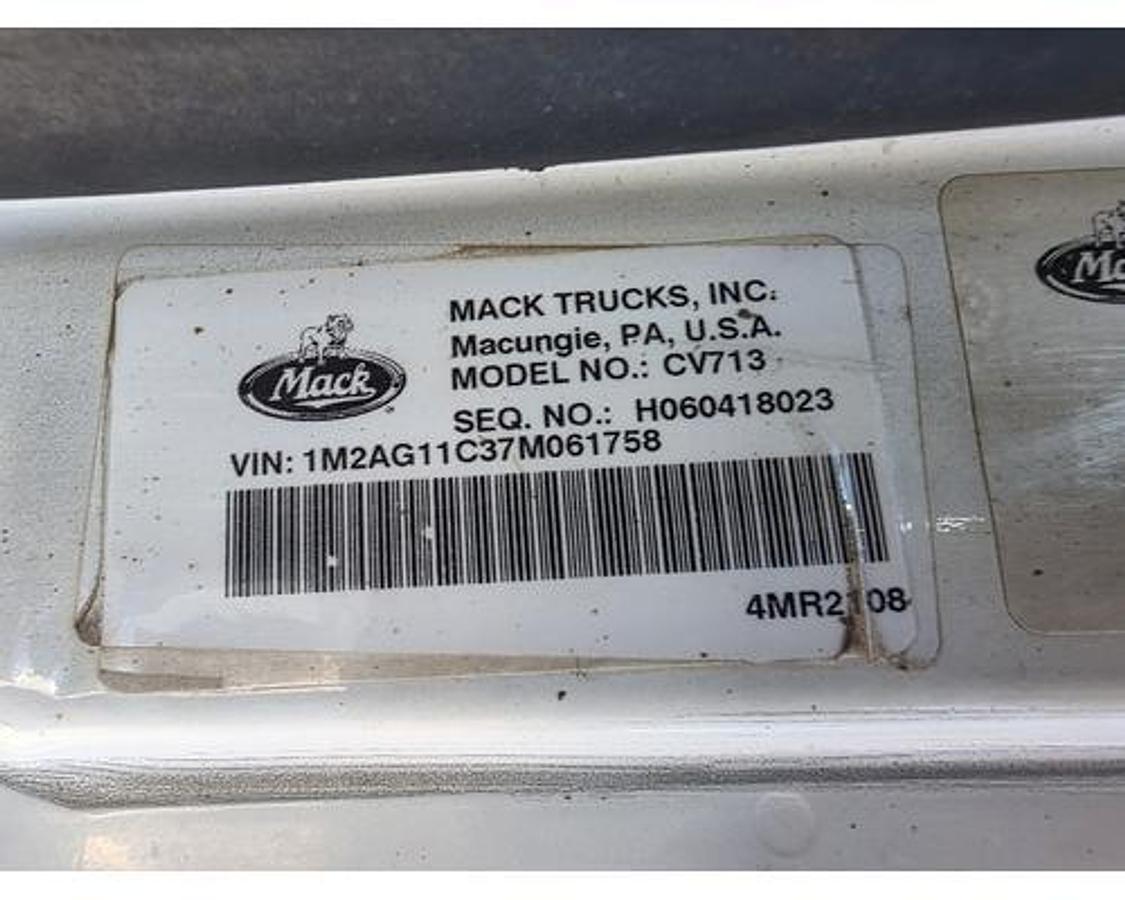 MACK TRUCKS, INC.
Macungie, PA, U.S.A.
MODEL NO.: CV713
SEQ. NO.: H060418023
Mack
VIN: 1M2AG11C37M061758